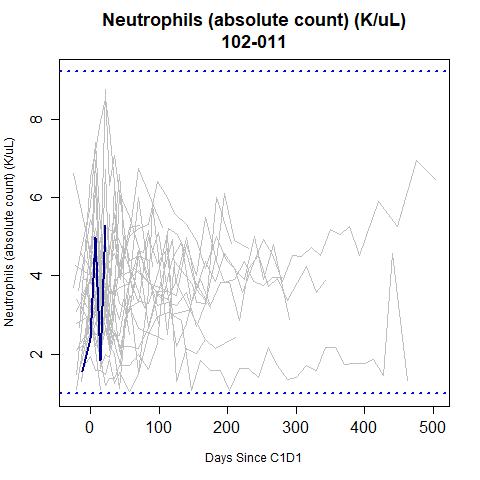 Neutrophils (absolute count) (K/uL)
102-011
Neutrophils (absolute count) (K/uL)
8
6
4
2
0 100 200 300 400 500
Days Since C1D1